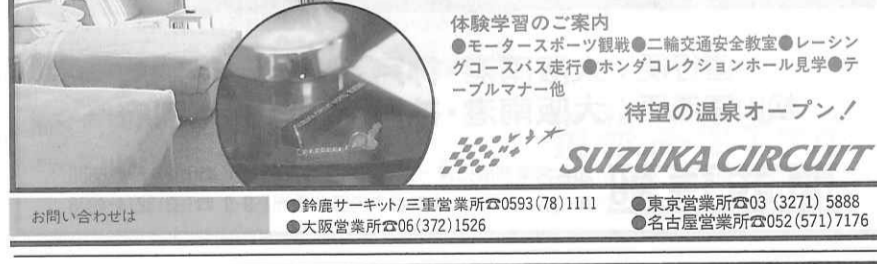 体験学習のご案内
●モータースポーツ観戦●二輪交通安全教室●レーシン
グコースバス走行●ホンダコレクションホール見学●テ
ーブルマナー他
待望の温泉オープン！
SUZUKA CIRCUIT
お問い合わせは
●鈴鹿サーキット/三重営業所☎0593(78)1111
●大阪営業所☎06(372)1526
●東京営業所☎03 (3271) 5888
●名古屋営業所☎052(571)7176